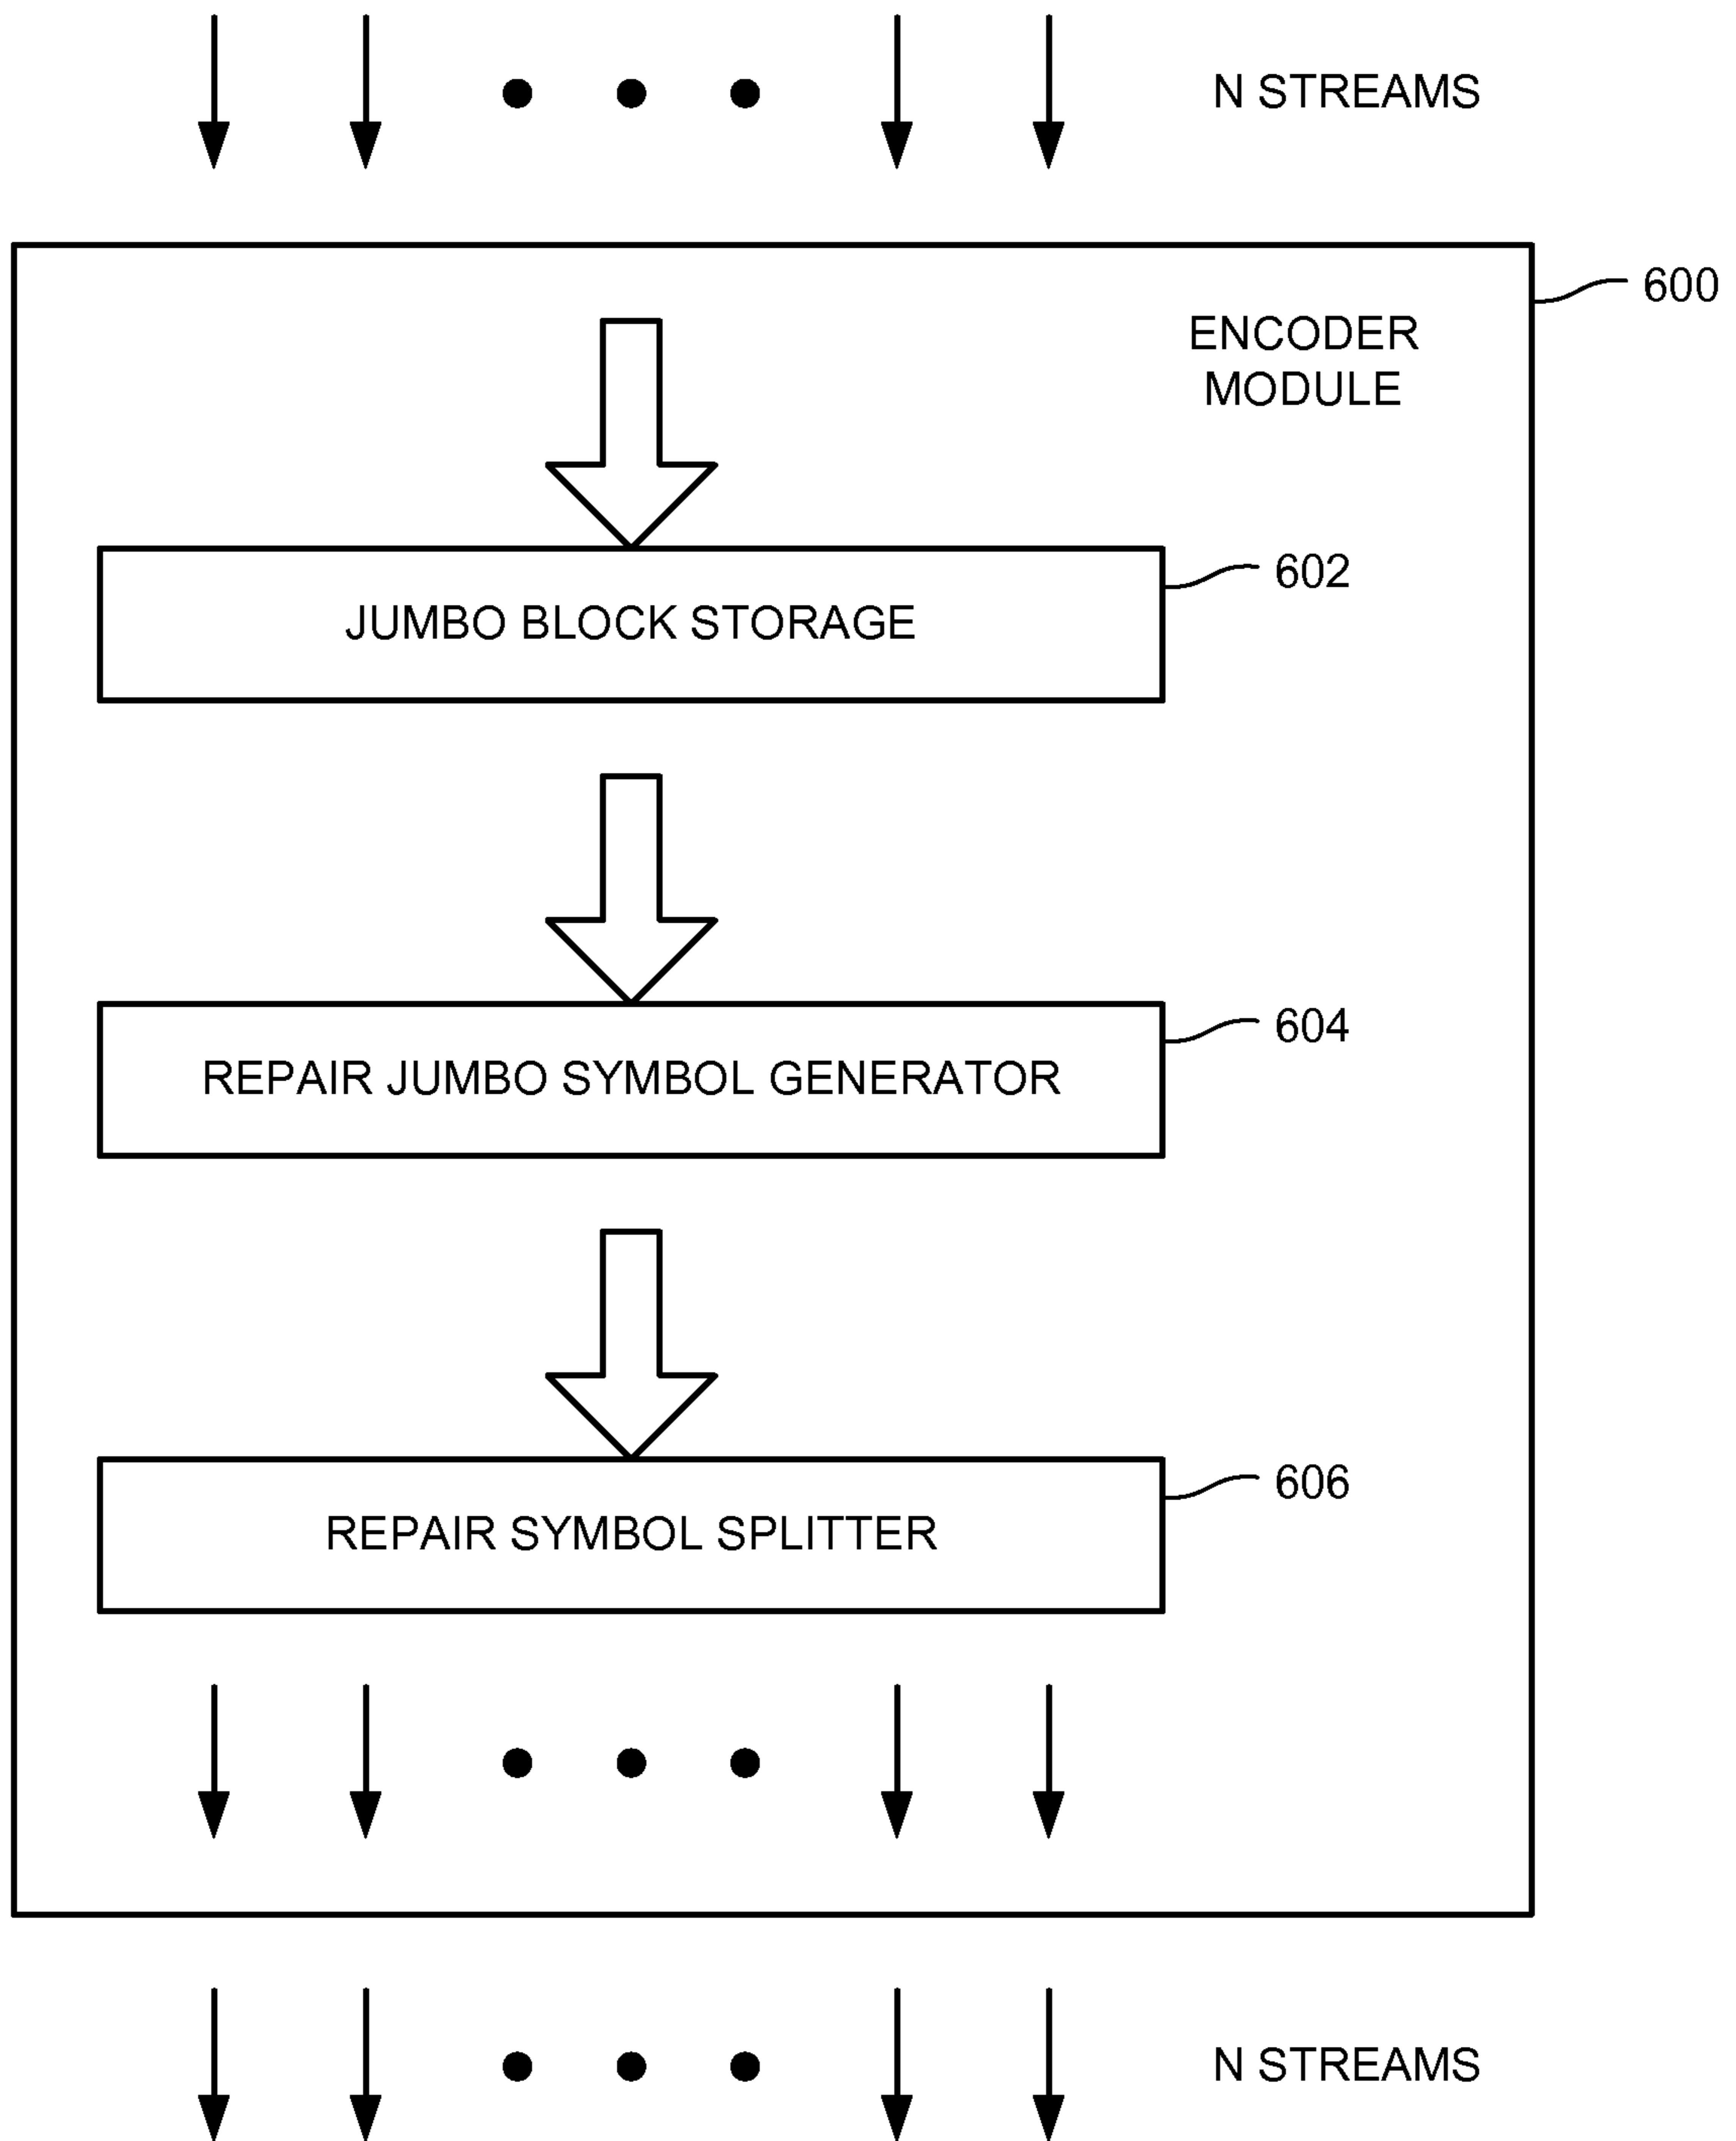 N STREAMS
600
ENCODER
MODULE
602
JUMBO BLOCK STORAGE
604
REPAIR JUMBO SYMBOL GENERATOR
606
REPAIR SYMBOL SPLITTER
N STREAMS